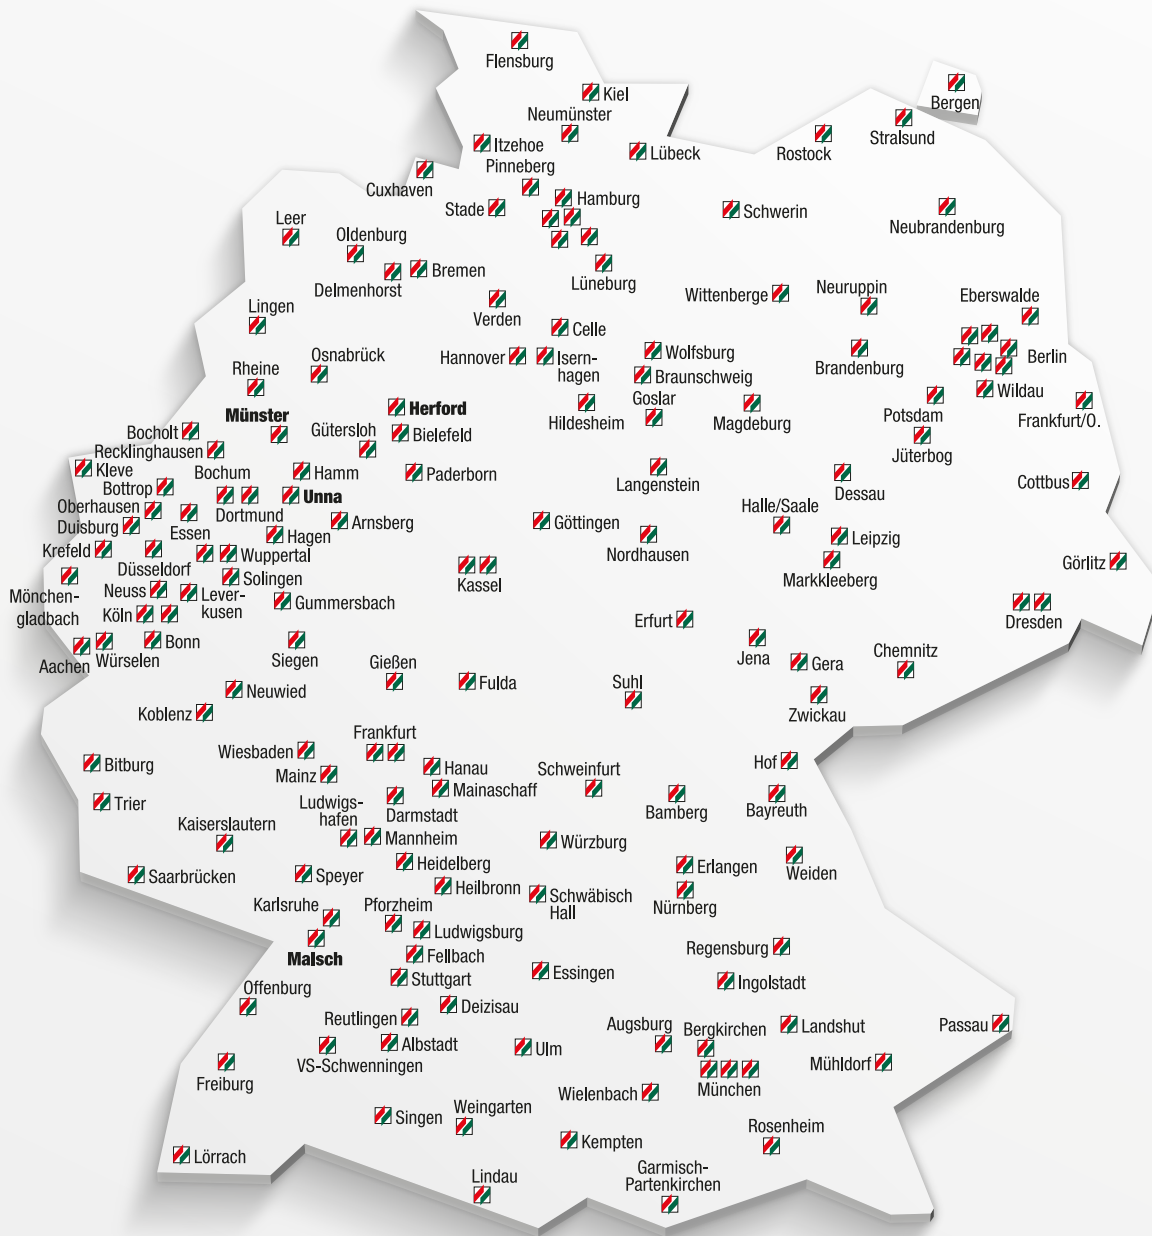 Flensburg
Kiel
Bergen
Neumünster
Stralsund
Itzehoe
Lübeck
Rostock
Pinneberg
Cuxhaven
Hamburg
Stade
Schwerin
Leer
Neubrandenburg
Oldenburg
Bremen
Lüneburg
Delmenhorst
Wittenberge
Neuruppin
Eberswalde
Lingen
Verden
Celle
Osnabrück
Hannover
Isern-
hagen
Wolfsburg
Berlin
Rheine
Braunschweig
Brandenburg
Wildau
Münster
Herford
Goslar
Hildesheim
Magdeburg
Potsdam
Frankfurt/O.
Bocholt
Gütersloh
Bielefeld
Recklinghausen
Jüterbog
Kleve
Bochum
Hamm
Paderborn
Bottrop
Langenstein
Dessau
Cottbus
Oberhausen
Unna
Dortmund
Halle/Saale
Duisburg
Essen
Arnsberg
Göttingen
Hagen
Leipzig
Krefeld
Wuppertal
Nordhausen
Düsseldorf
Markkleeberg
Görlitz
Solingen
Kassel
Mönchen-
gladbach
Neuss
Lever-
kusen
Gummersbach
Köln
Erfurt
Dresden
Bonn
Aachen
Würselen
Siegen
Jena
Chemnitz
Gießen
Gera
Neuwied
Fulda
Suhl
Koblenz
Zwickau
Frankfurt
Wiesbaden
Bitburg
Hof
Mainz
Hanau
Schweinfurt
Mainaschaff
Trier
Ludwigs-
hafen
Darmstadt
Bamberg
Bayreuth
Kaiserslautern
Mannheim
Würzburg
Heidelberg
Erlangen
Weiden
Saarbrücken
Speyer
Heilbronn
Schwäbisch
Hall
Nürnberg
Karlsruhe
Pforzheim
Ludwigsburg
Malsch
Fellbach
Regensburg
Stuttgart
Essingen
Ingolstadt
Offenburg
Deizisau
Reutlingen
Augsburg
Bergkirchen
Landshut
Passau
Albstadt
Ulm
VS-Schwenningen
Mühldorf
Freiburg
Wielenbach
München
Singen
Weingarten
Rosenheim
Kempten
Lörrach
Lindau
Garmisch-
Partenkirchen